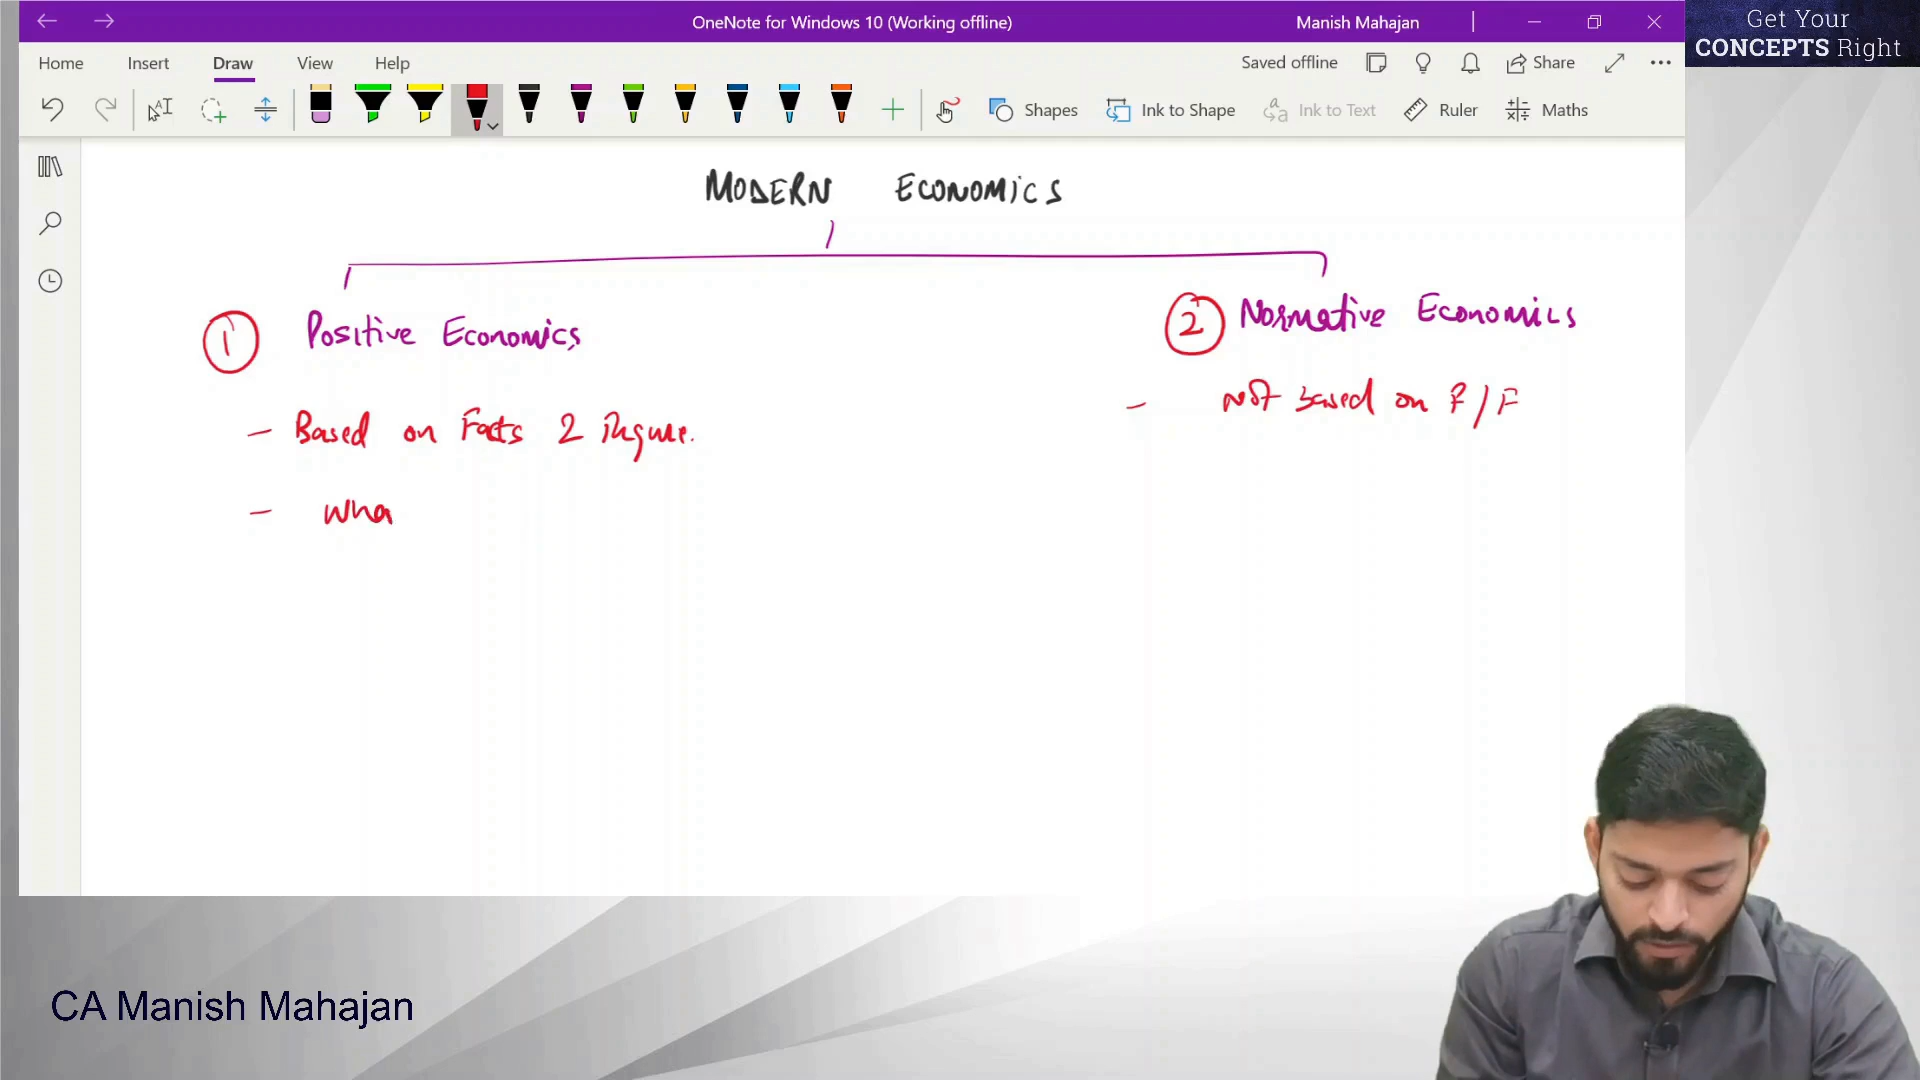 OneNote for Windows 10 (Working offline)
Manish Mahajan
Get Your
CONCEPTS Right
Home Insert Draw View Help
Saved offline
Share
Shapes
Ink to Shape
Ink to Text
Ruler
Maths
MODERN ECONOMICS
1 Positive Economics
2 Normative Economics
- Based on Facts & Figure.
- Not based on F/F
- Wha
CA Manish Mahajan